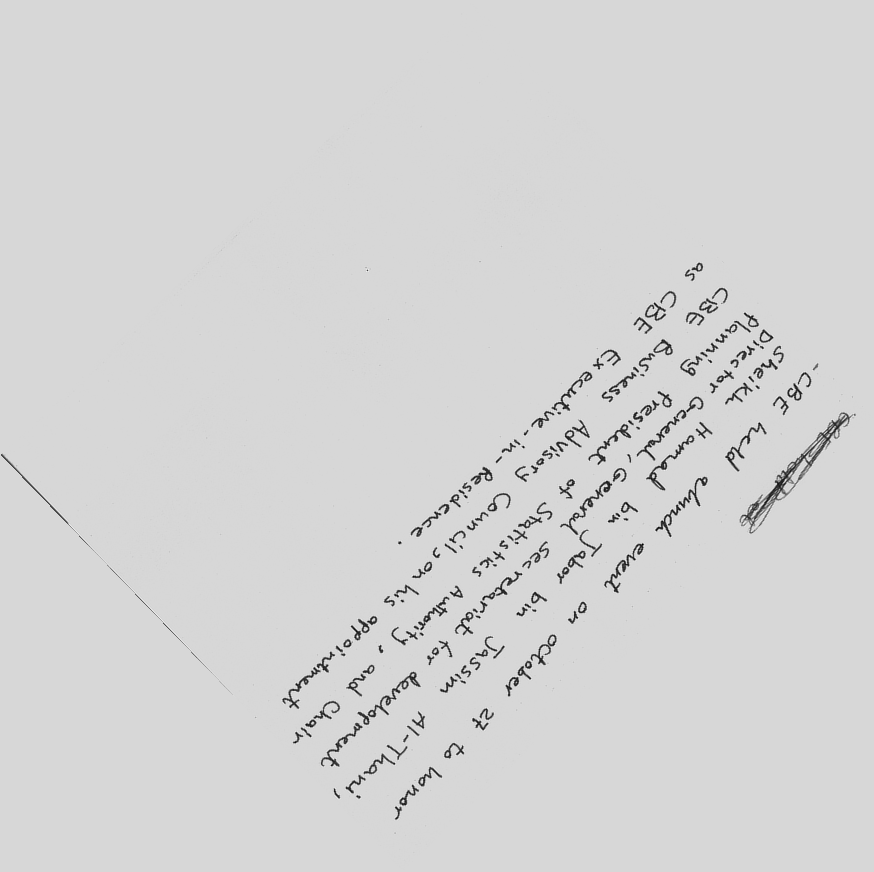 - CBE held alunch event on october 27 to honor
Sheikh Hamad bin Jabor bin Jassim Al-Thani,
Director General, General secretariat for development
Planning President of Statistics Authority, and Chair
CBE Business Advisory Council, on his appointment
as CBE Executive-in-Residence.